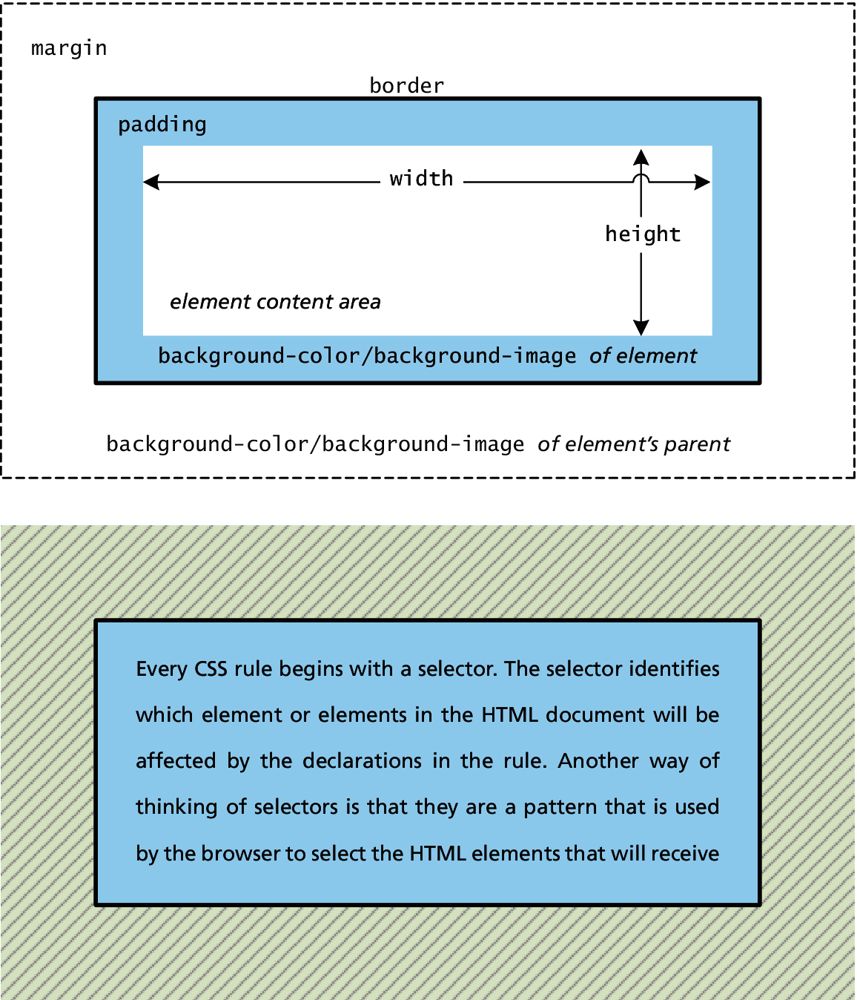 margin
border
padding
width
height
element content area
background-color/background-image of element
background-color/background-image of element’s parent
Every CSS rule begins with a selector. The selector identifies
which element or elements in the HTML document will be
affected by the declarations in the rule. Another way of
thinking of selectors is that they are a pattern that is used
by the browser to select the HTML elements that will receive